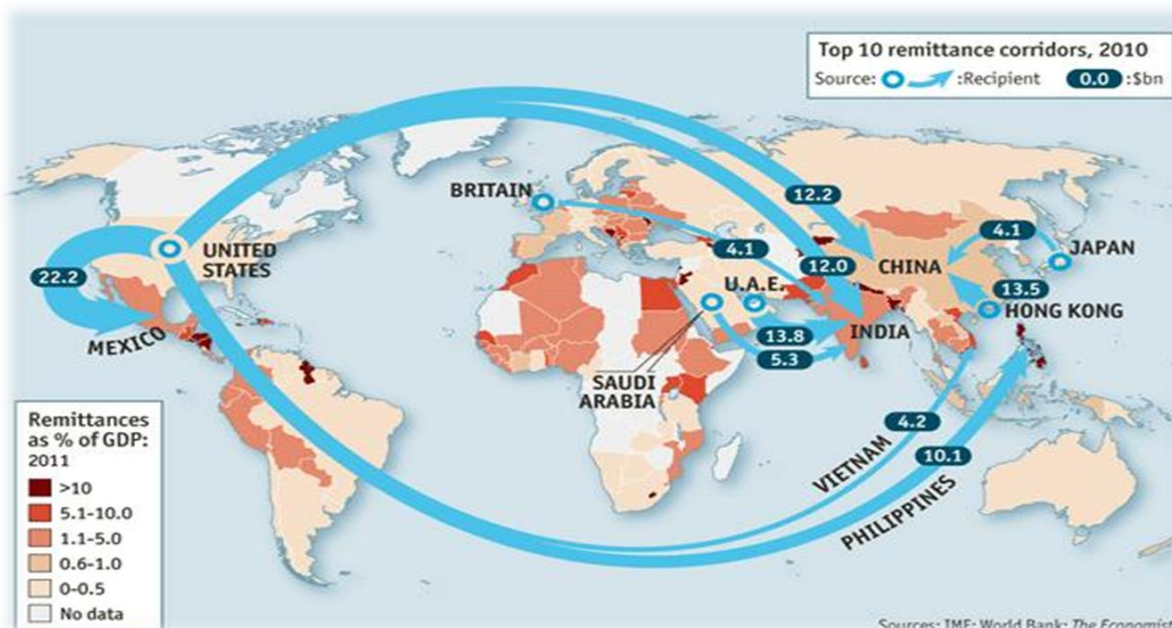 Top 10 remittance corridors, 2010
Source: :Recipient 0.0 :$bn
BRITAIN
12.2
4.1
UNITED
STATES
4.1
JAPAN
12.0
CHINA
22.2
U.A.E.
13.5
HONG KONG
MEXICO
13.8
INDIA
5.3
SAUDI
ARABIA
4.2
VIETNAM
10.1
PHILIPPINES
Remittances
as % of GDP:
2011
>10
5.1-10.0
1.1-5.0
0.6-1.0
0-0.5
No data
Sources: IMF; World Bank; The Economist